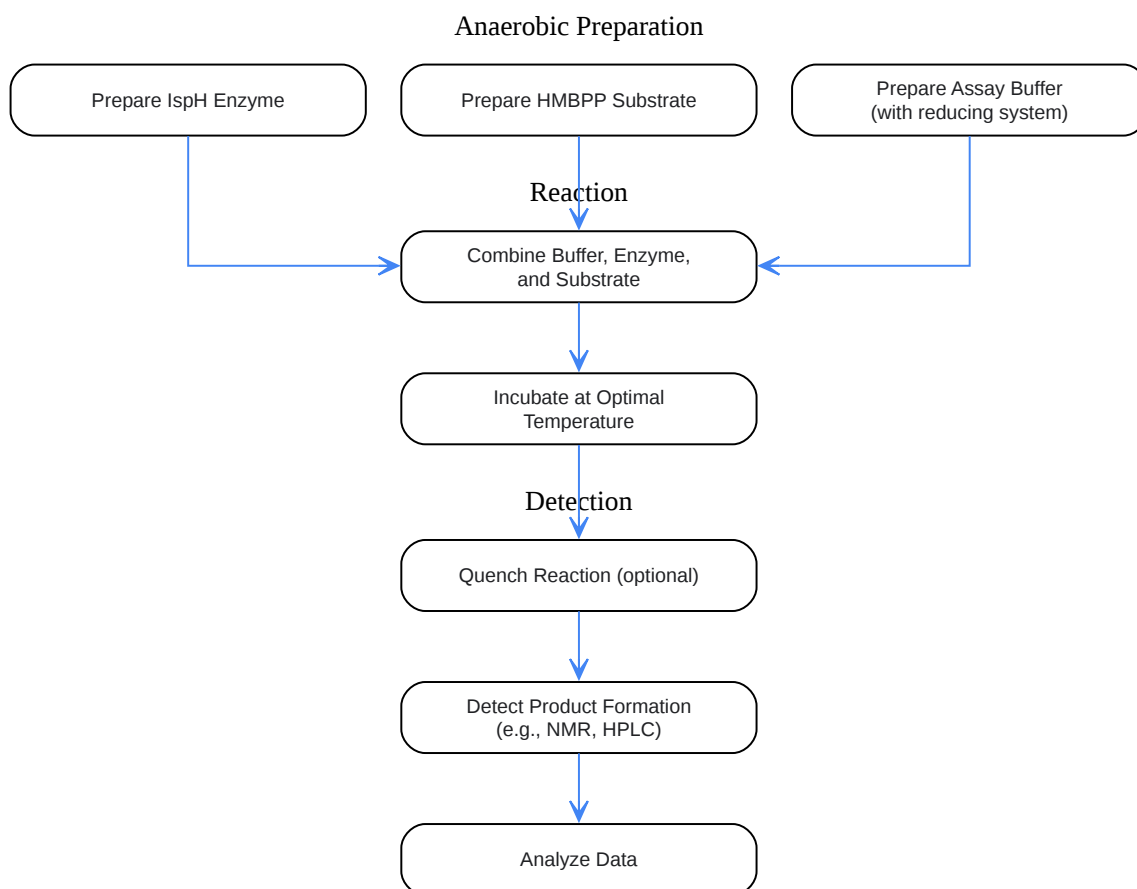 Anaerobic Preparation
Prepare IspH Enzyme
Prepare HMBPP Substrate
Prepare Assay Buffer
(with reducing system)
Reaction
Combine Buffer, Enzyme,
and Substrate
Incubate at Optimal
Temperature
Detection
Quench Reaction (optional)
Detect Product Formation
(e.g., NMR, HPLC)
Analyze Data